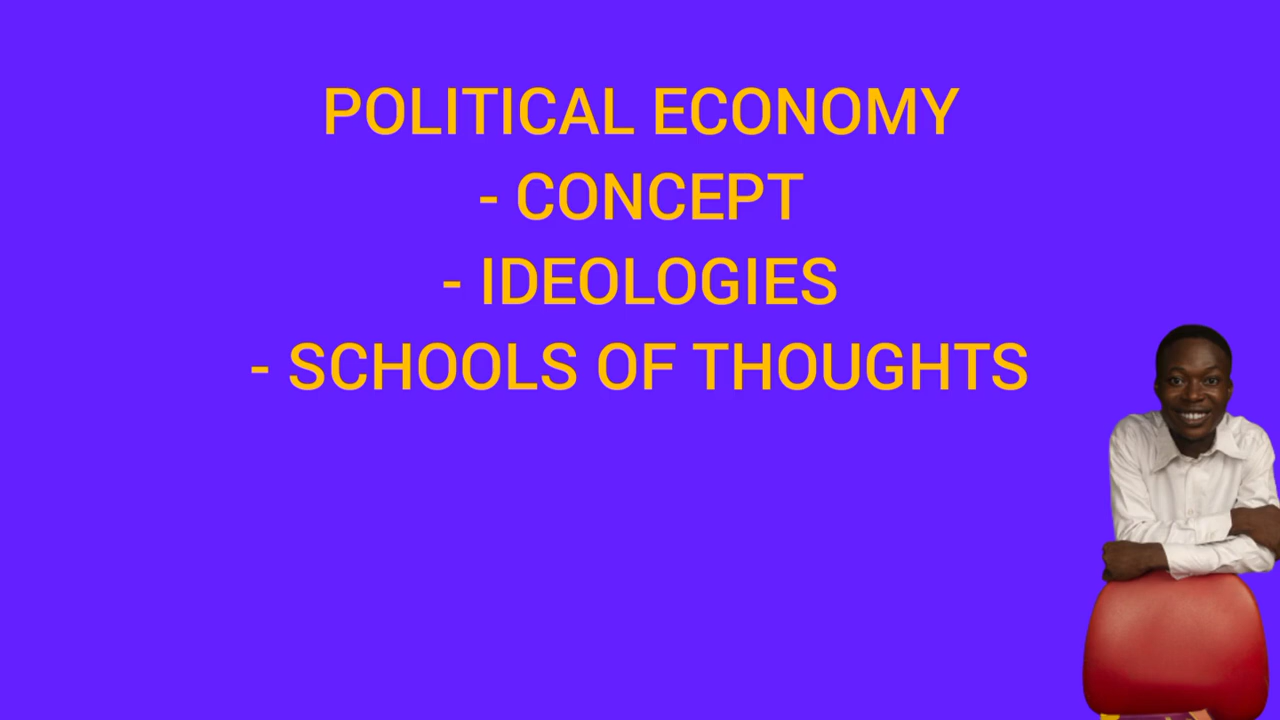 POLITICAL ECONOMY
- CONCEPT
- IDEOLOGIES
- SCHOOLS OF THOUGHTS